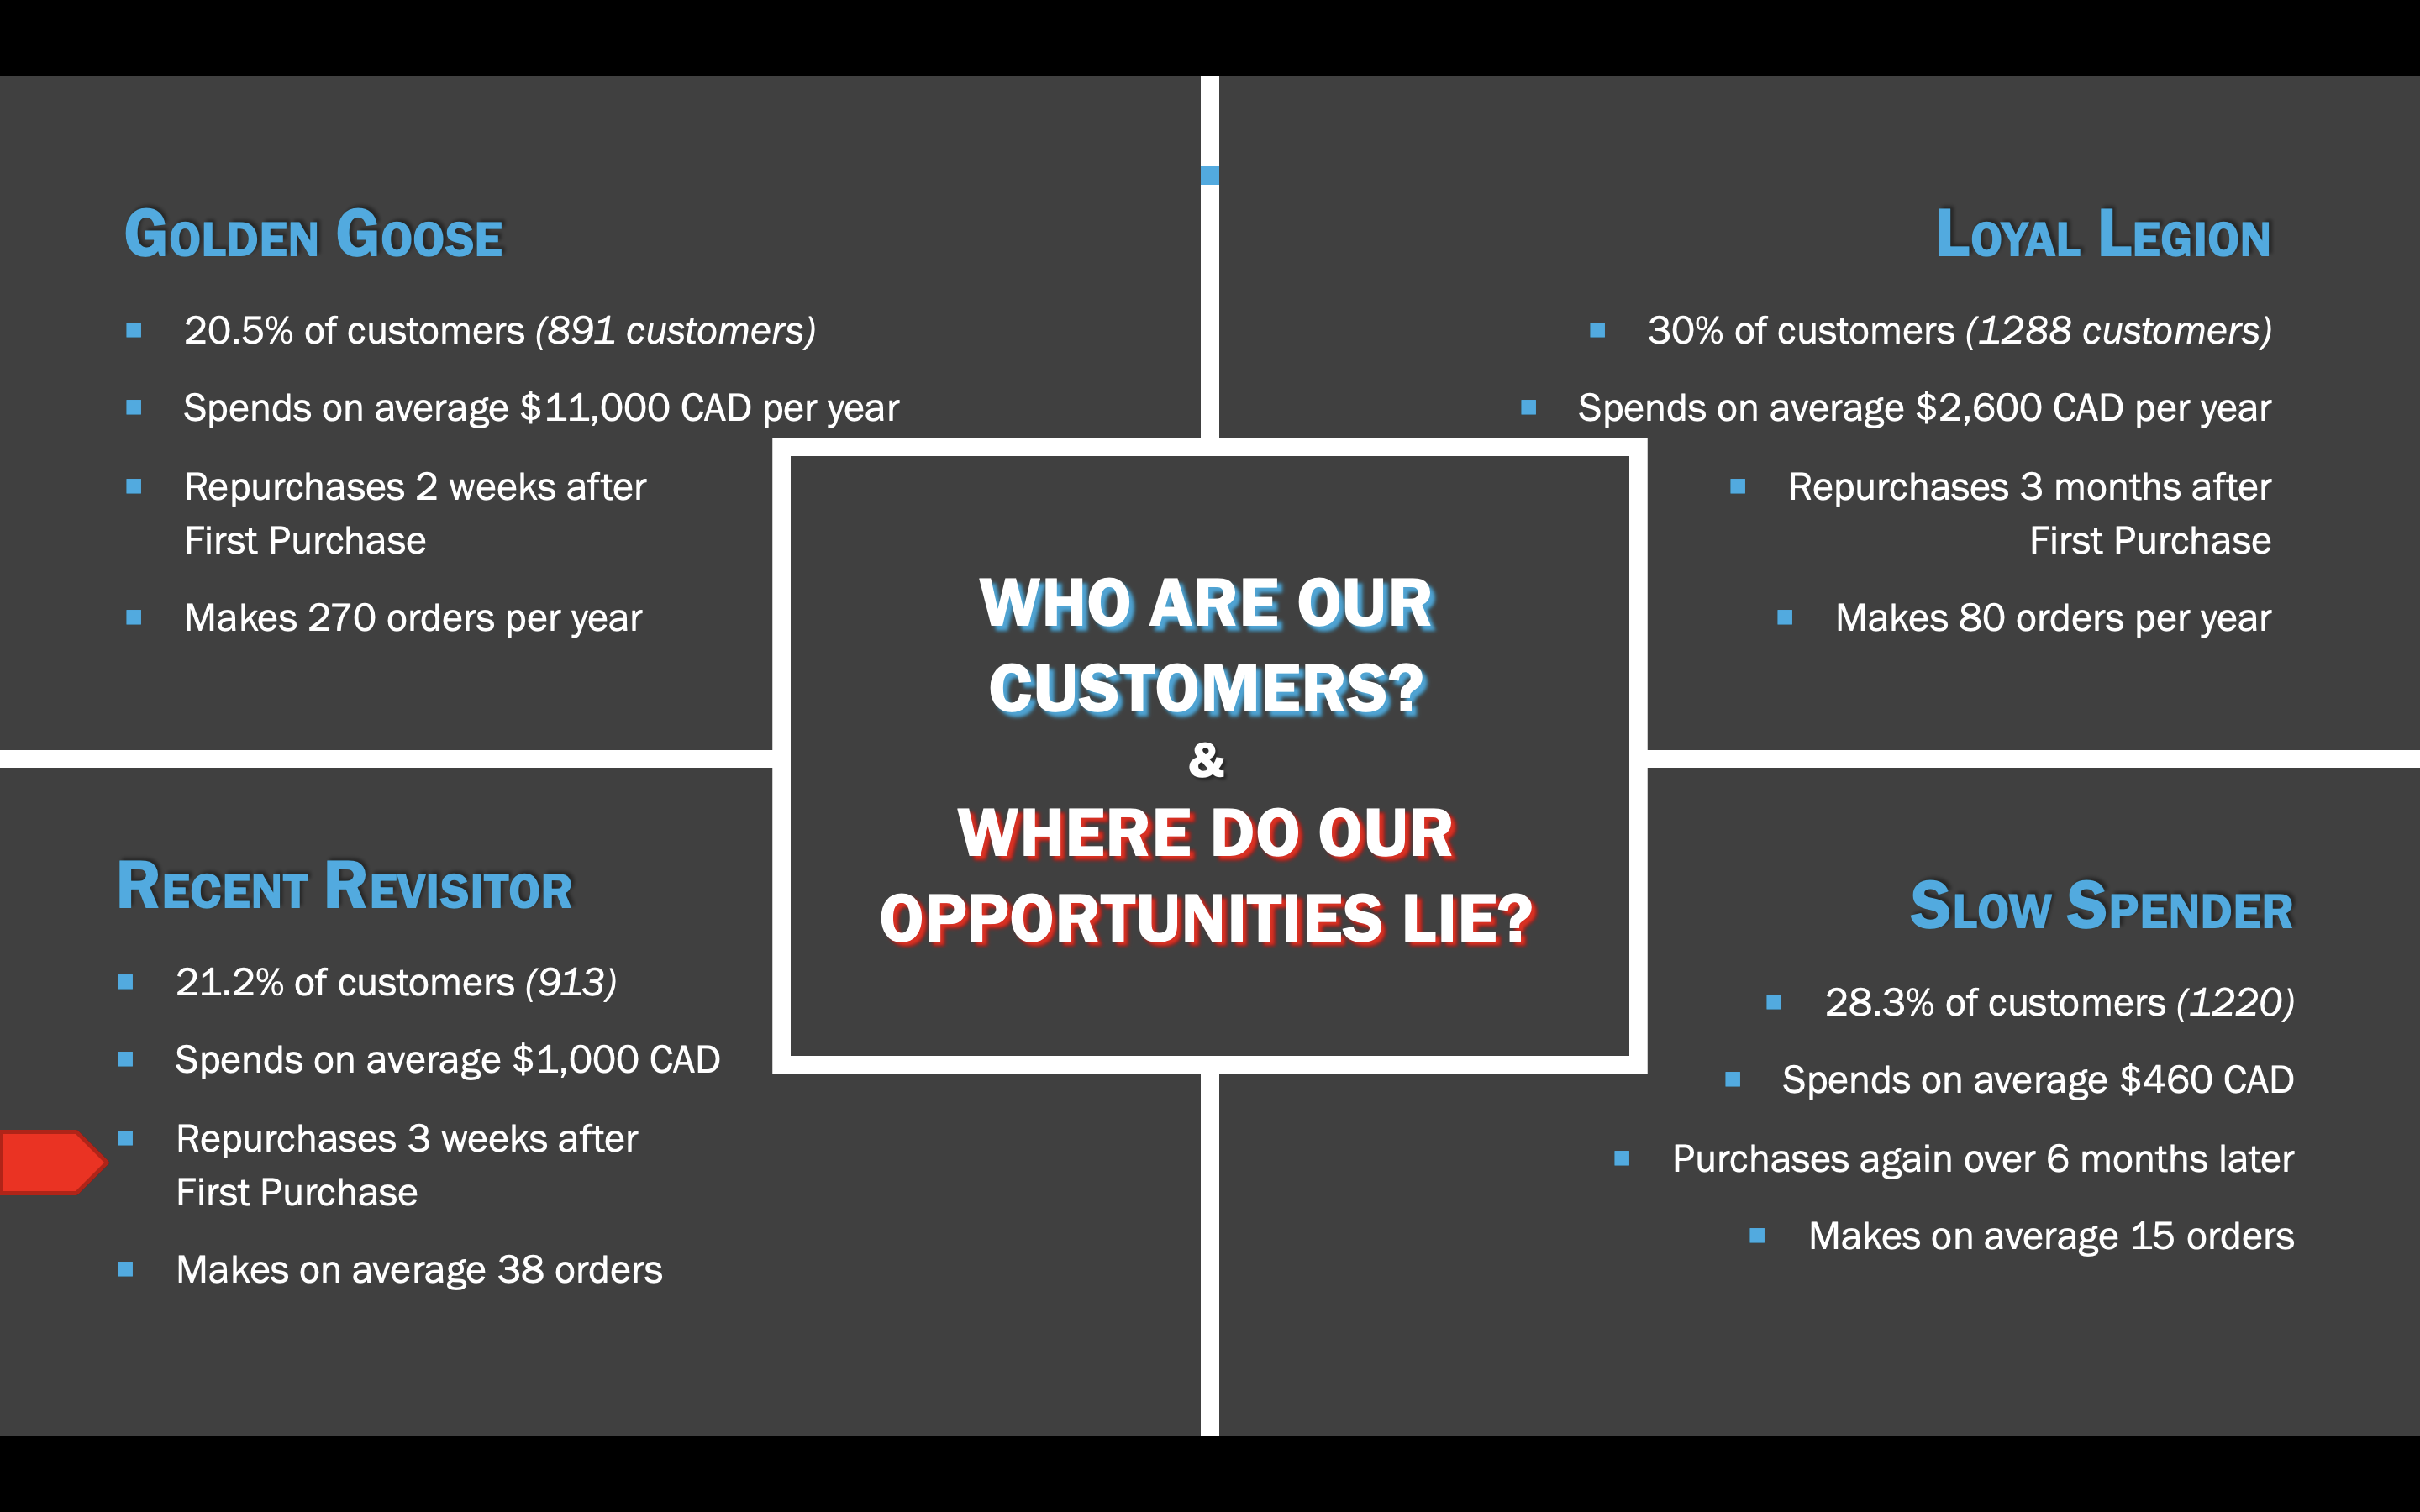 Golden Goose
20.5% of customers (891 customers)
Spends on average $11,000 CAD per year
Repurchases 2 weeks after
First Purchase
Makes 270 orders per year
Loyal Legion
30% of customers (1288 customers)
Spends on average $2,600 CAD per year
Repurchases 3 months after
First Purchase
Makes 80 orders per year
WHO ARE OUR
CUSTOMERS?
&
WHERE DO OUR
OPPORTUNITIES LIE?
Recent Revisitor
21.2% of customers (913)
Spends on average $1,000 CAD
Repurchases 3 weeks after
First Purchase
Makes on average 38 orders
Slow Spender
28.3% of customers (1220)
Spends on average $460 CAD
Purchases again over 6 months later
Makes on average 15 orders